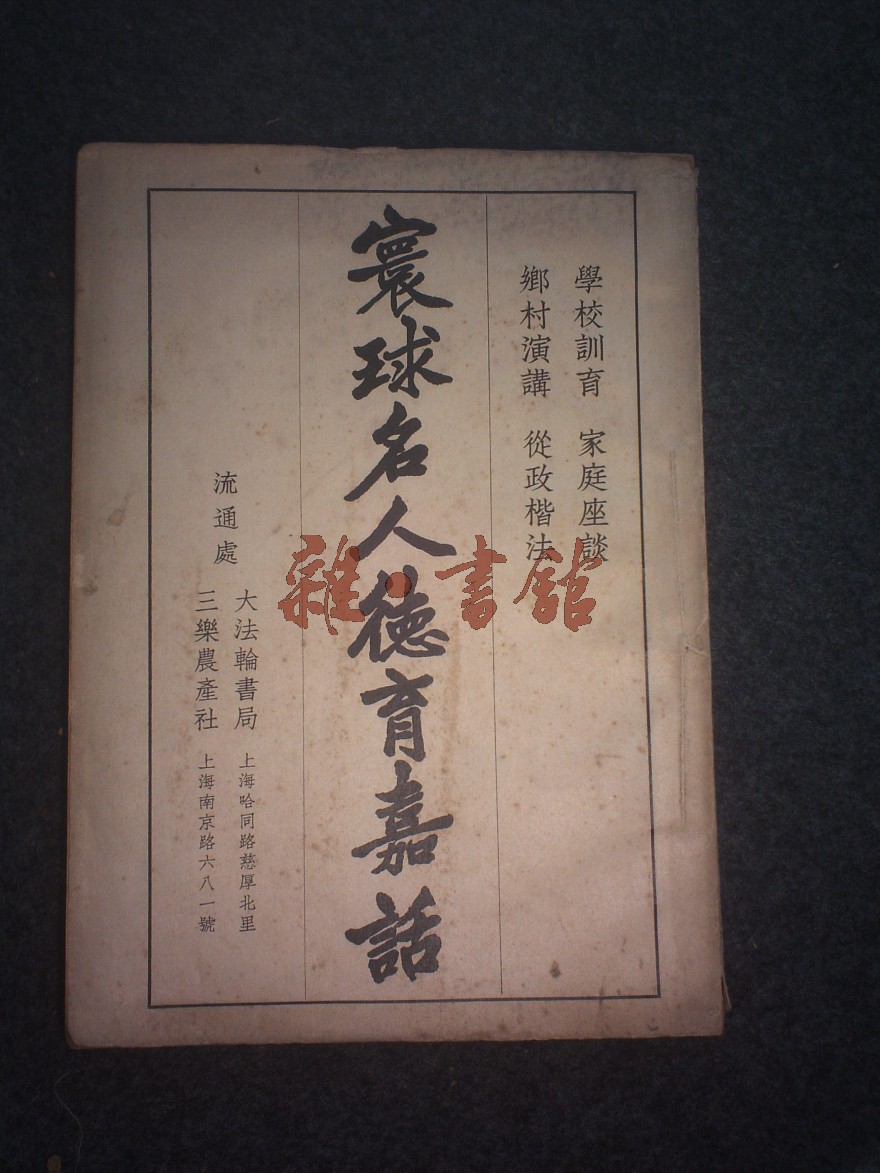 學校訓育 家庭座談
鄉村演講 從政楷法
寰球名人德育嘉話
流通處
大法輪書局 上海哈同路慈厚北里
三樂農產社 上海南京路六八一號
雜·書館